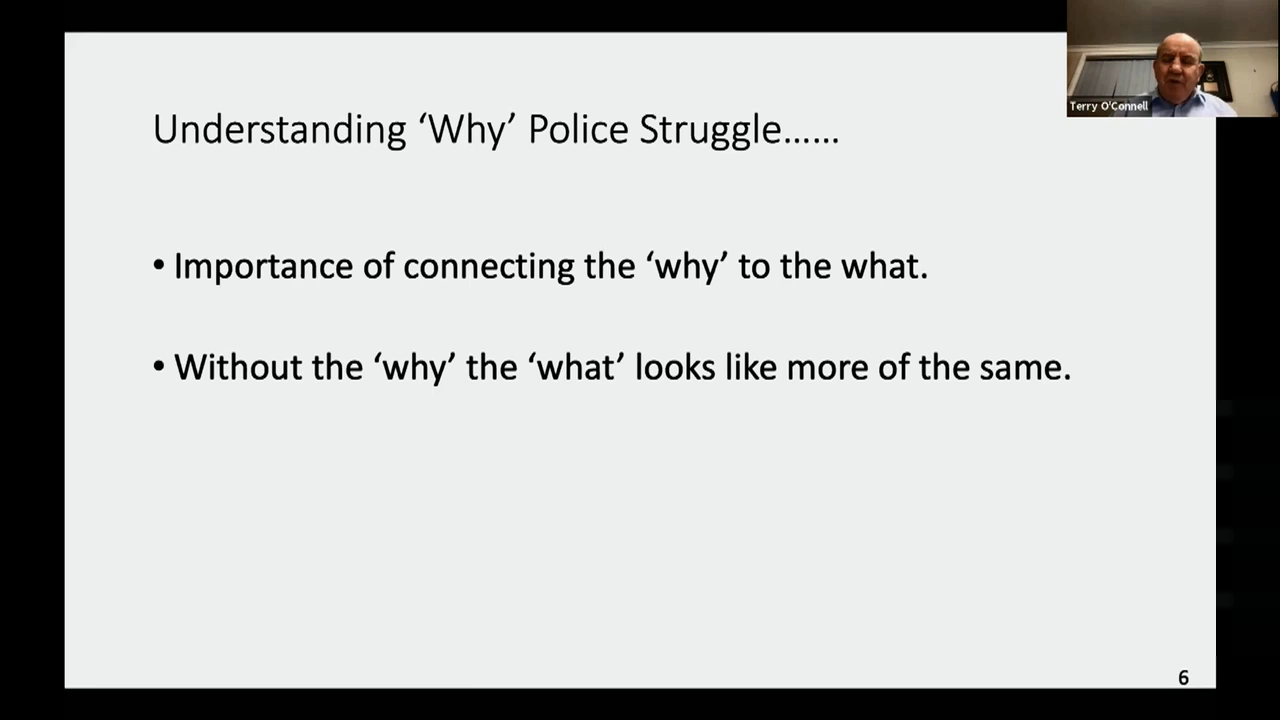 Terry O'Connell
Understanding ‘Why’ Police Struggle......
• Importance of connecting the ‘why’ to the what.
• Without the ‘why’ the ‘what’ looks like more of the same.
6